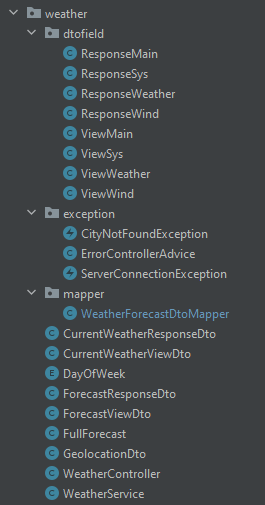 weather
dtofield
ResponseMain
ResponseSys
ResponseWeather
ResponseWind
ViewMain
ViewSys
ViewWeather
ViewWind
exception
CityNotFoundException
ErrorControllerAdvice
ServerConnectionException
mapper
WeatherForecastDtoMapper
CurrentWeatherResponseDto
CurrentWeatherViewDto
DayOfWeek
ForecastResponseDto
ForecastViewDto
FullForecast
GeolocationDto
WeatherController
WeatherService